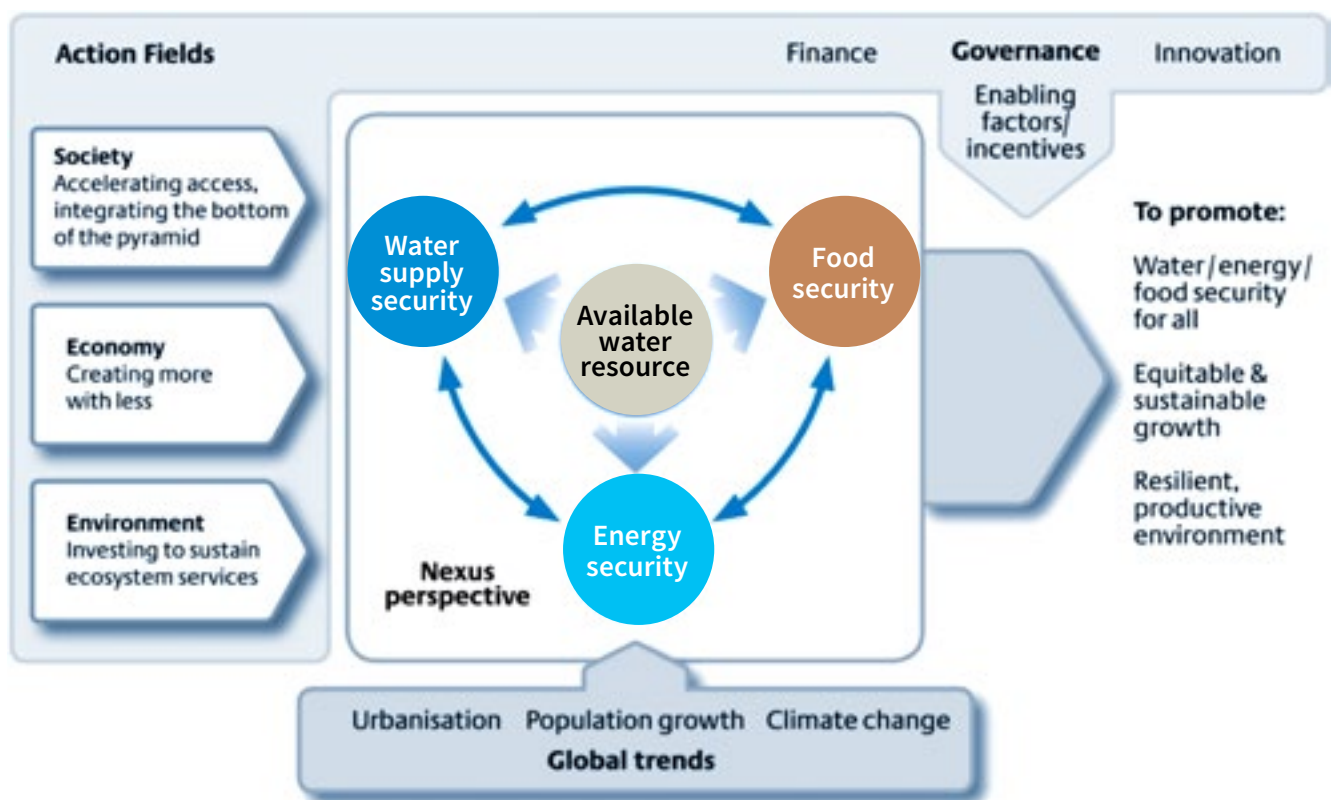 Action Fields
Finance
Governance
Innovation
Enabling
factors/
incentives
Society
Accelerating access,
integrating the bottom
of the pyramid
Economy
Creating more
with less
Environment
Investing to sustain
ecosystem services
Water
supply
security
Food
security
Available
water
resource
Energy
security
Nexus
perspective
To promote:
Water/energy/
food security
for all
Equitable &
sustainable
growth
Resilient,
productive
environment
Urbanisation
Population growth
Climate change
Global trends